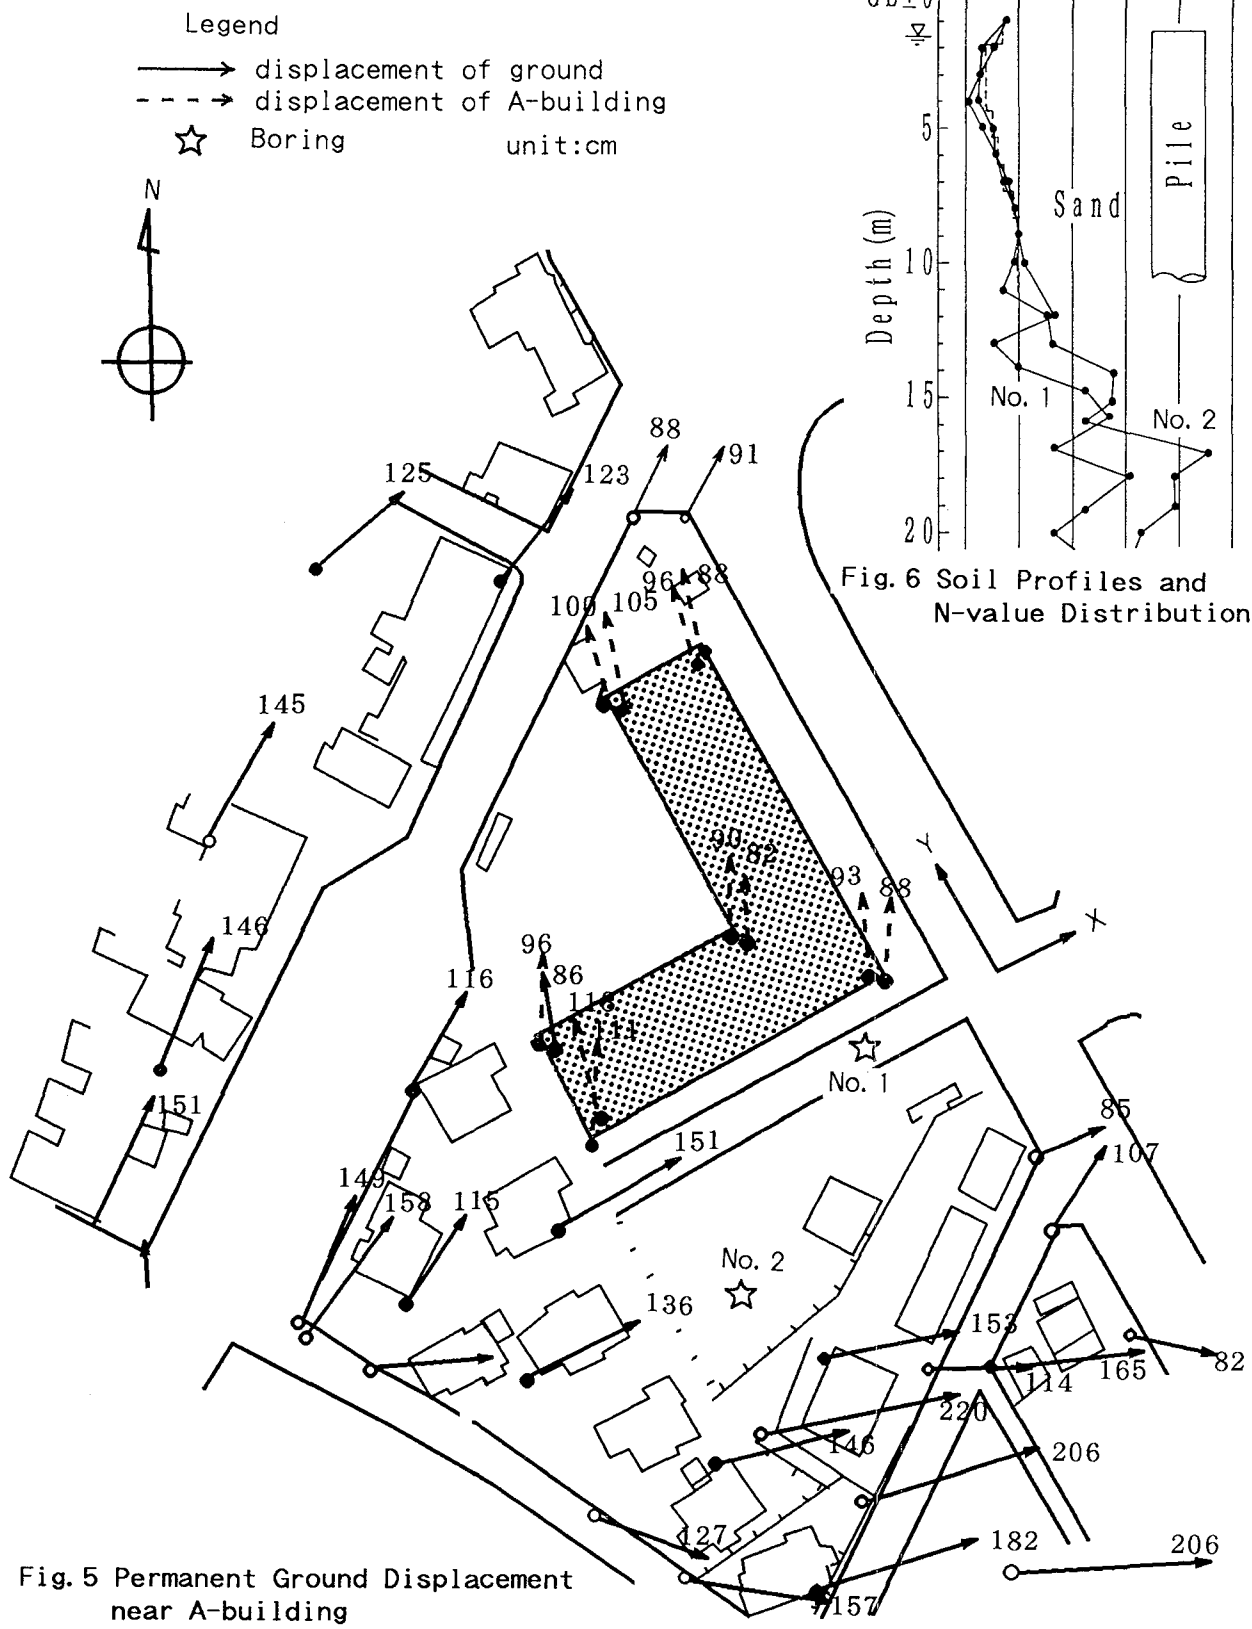 Legend
displacement of ground
displacement of A-building
Boring
unit:cm
N
5
10
15
20
Depth (m)
Sand
Pile
No. 1
No. 2
Fig. 6 Soil Profiles and
N-value Distribution
88
91
125
123
96
88
100
105
145
90
82
93
88
Y
X
146
96
86
116
118
111
151
No. 1
151
85
107
149
158
115
No. 2
136
153
165
82
114
220
146
206
127
182
206
157
Fig. 5 Permanent Ground Displacement
near A-building